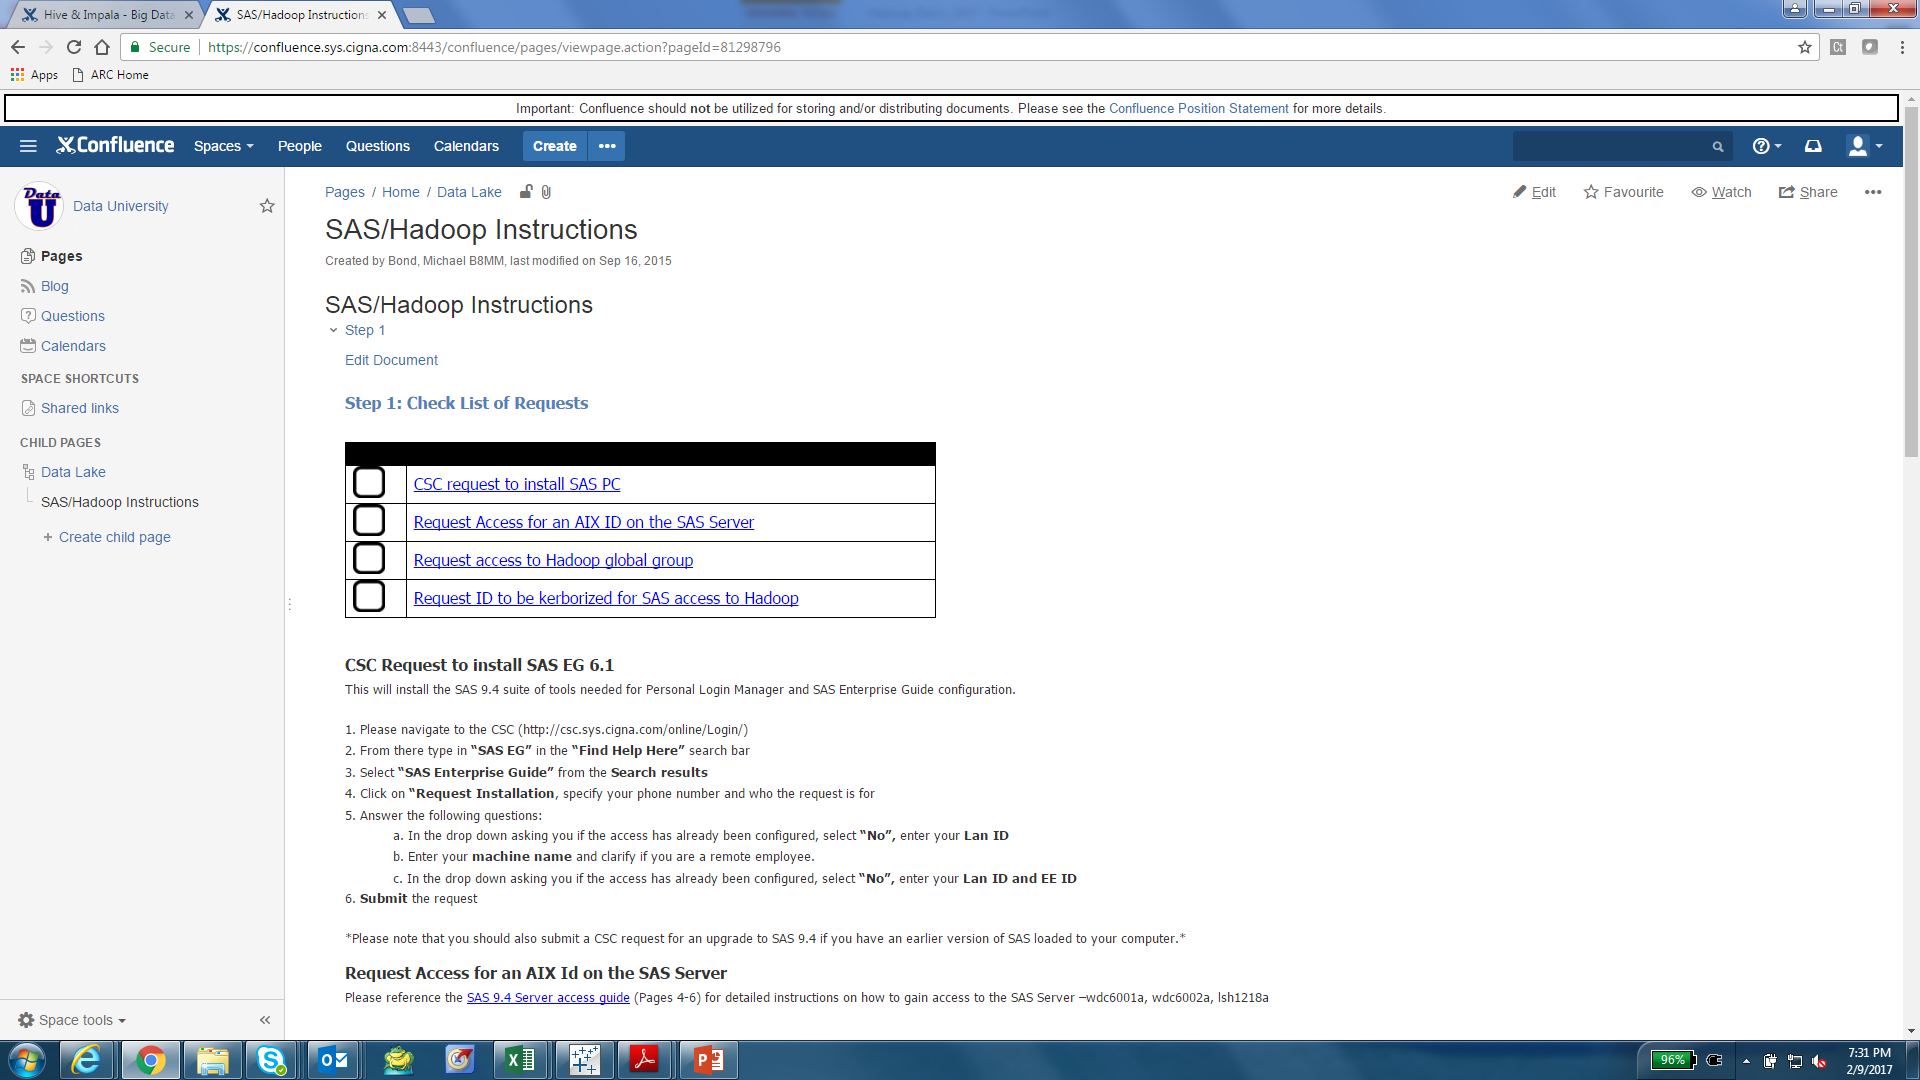 Hive & Impala - Big Data
SAS/Hadoop Instructions
Secure
https://confluence.sys.cigna.com:8443/confluence/pages/viewpage.action?pageId=81298796
Ct
Apps
ARC Home
Important: Confluence should not be utilized for storing and/or distributing documents. Please see the Confluence Position Statement for more details.
Confluence
Spaces
People
Questions
Calendars
Create
Data U
Data University
Pages
Blog
Questions
Calendars
SPACE SHORTCUTS
Shared links
CHILD PAGES
Data Lake
SAS/Hadoop Instructions
+ Create child page
Space tools
Pages / Home / Data Lake
Edit
Favourite
Watch
Share
SAS/Hadoop Instructions
Created by Bond, Michael B8MM, last modified on Sep 16, 2015
SAS/Hadoop Instructions
Step 1
Edit Document
Step 1: Check List of Requests
CSC request to install SAS PC
Request Access for an AIX ID on the SAS Server
Request access to Hadoop global group
Request ID to be kerborized for SAS access to Hadoop
CSC Request to install SAS EG 6.1
This will install the SAS 9.4 suite of tools needed for Personal Login Manager and SAS Enterprise Guide configuration.
1. Please navigate to the CSC (http://csc.sys.cigna.com/online/Login/)
2. From there type in “SAS EG” in the “Find Help Here” search bar
3. Select “SAS Enterprise Guide” from the Search results
4. Click on “Request Installation, specify your phone number and who the request is for
5. Answer the following questions:
a. In the drop down asking you if the access has already been configured, select “No”, enter your Lan ID
b. Enter your machine name and clarify if you are a remote employee.
c. In the drop down asking you if the access has already been configured, select “No”, enter your Lan ID and EE ID
6. Submit the request
*Please note that you should also submit a CSC request for an upgrade to SAS 9.4 if you have an earlier version of SAS loaded to your computer.*
Request Access for an AIX Id on the SAS Server
Please reference the SAS 9.4 Server access guide (Pages 4-6) for detailed instructions on how to gain access to the SAS Server –wdc6001a, wdc6002a, lsh1218a
96%
7:31 PM
2/9/2017